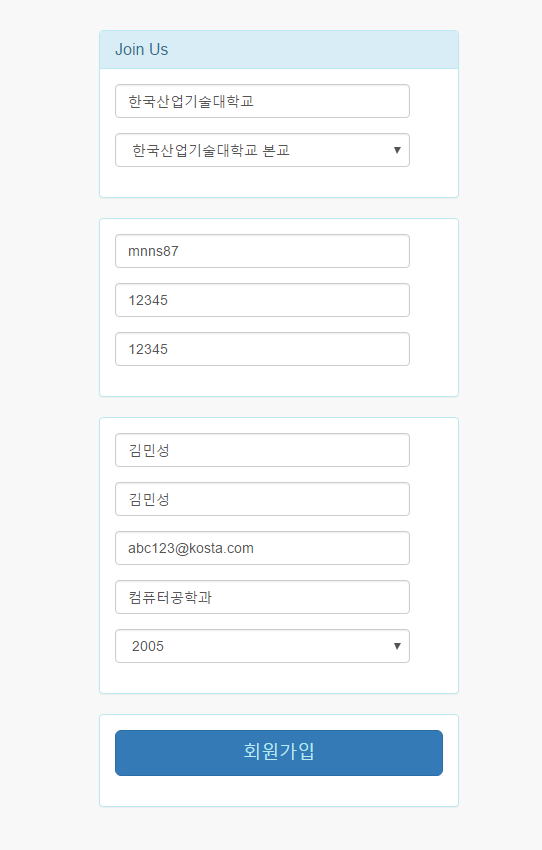 Join Us
한국산업기술대학교
한국산업기술대학교 본교
mnns87
12345
12345
김민성
김민성
abc123@kosta.com
컴퓨터공학과
2005
회원가입